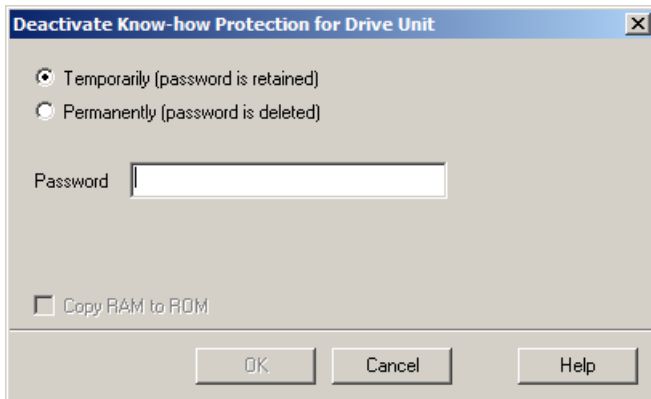 Deactivate Know-how Protection for Drive Unit
Temporarily (password is retained)
Permanently (password is deleted)
Password
Copy RAM to ROM
OK Cancel Help